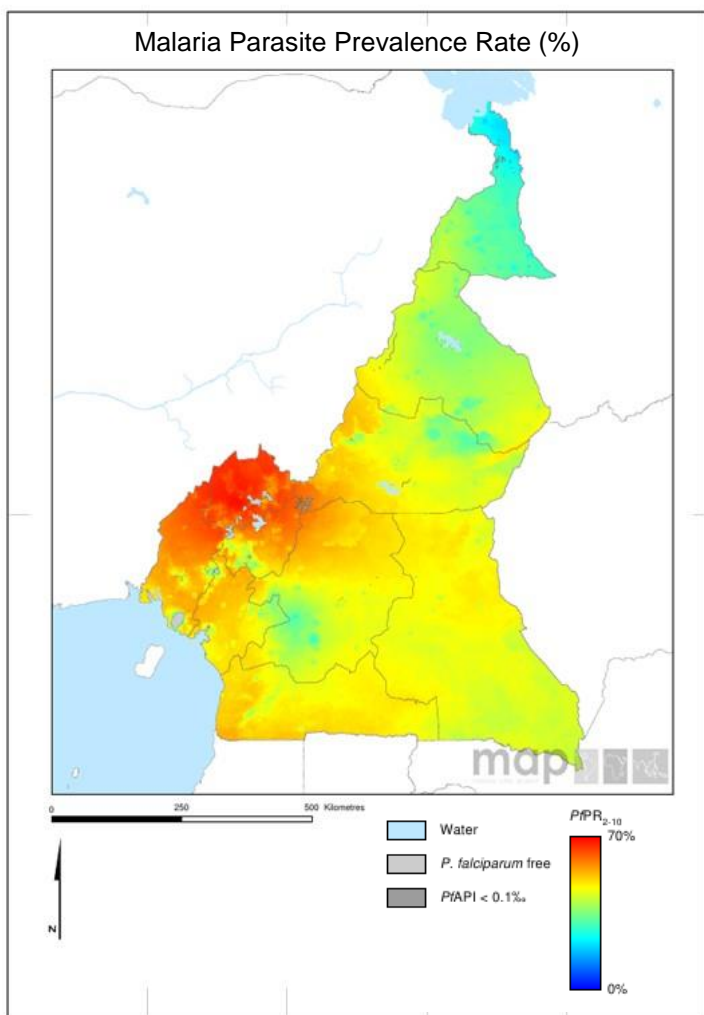 Malaria Parasite Prevalence Rate (%)
map
0 250 500 Kilometres
Water
P. falciparum free
PfAPI < 0.1‰
N
PfPR2-10
70%
0%